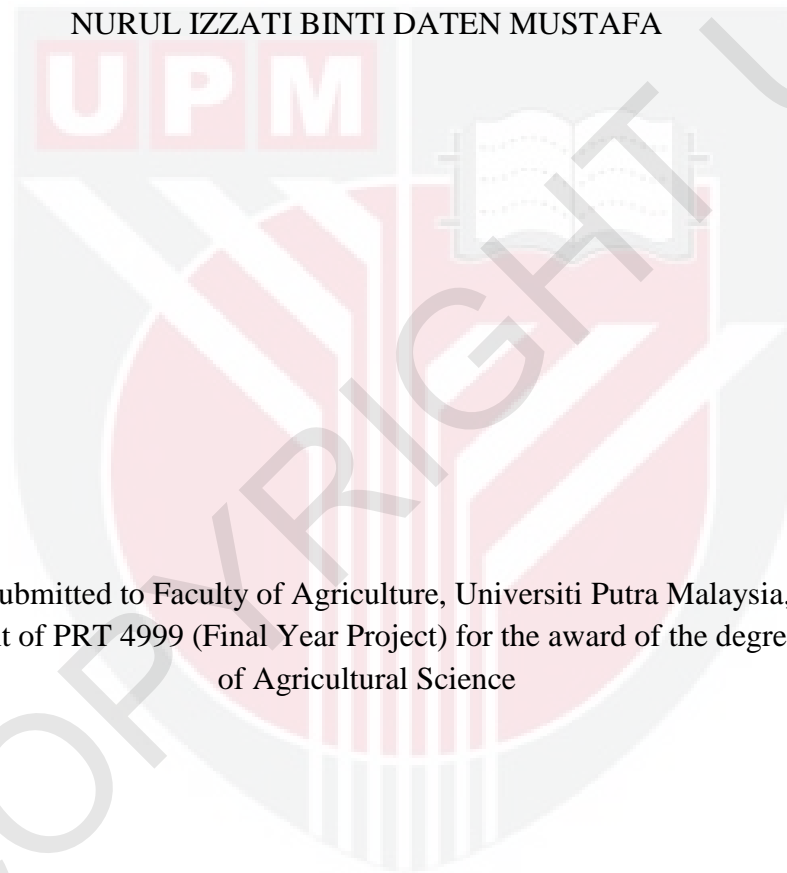 NURUL IZZATI BINTI DATEN MUSTAFA
UPM
ubmitted to Faculty of Agriculture, Universiti Putra Malaysia,
t of PRT 4999 (Final Year Project) for the award of the degre
of Agricultural Science
COPYRIGHT U